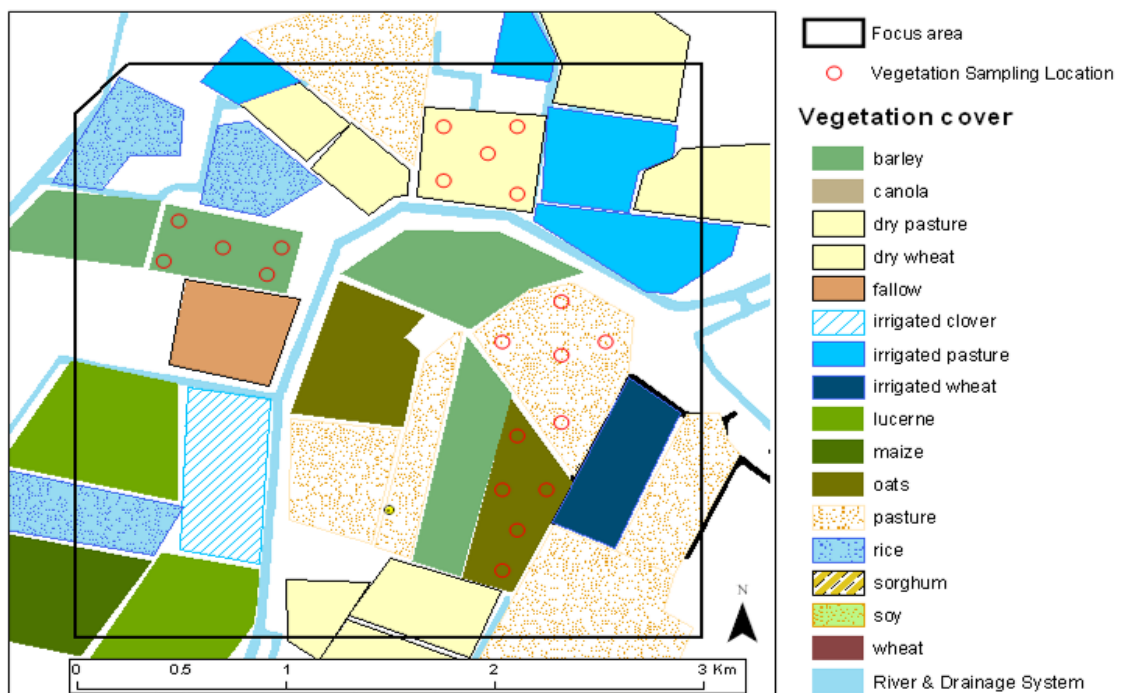 Focus area
Vegetation Sampling Location
Vegetation cover
barley
canola
dry pasture
dry wheat
fallow
irrigated clover
irrigated pasture
irrigated wheat
lucerne
maize
oats
pasture
rice
sorghum
soy
wheat
River & Drainage System
N
0 0.5 1 2 3 Km